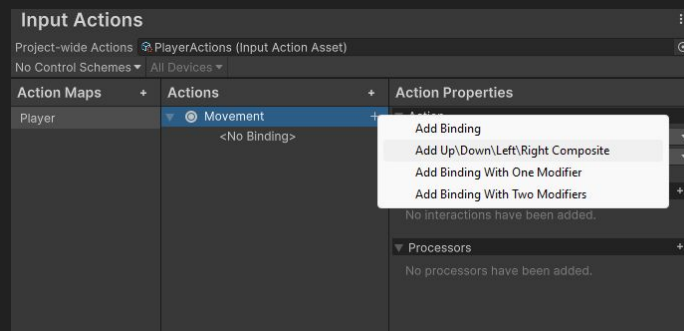 Input Actions
Project-wide Actions PlayerActions (Input Action Asset)
No Control Schemes All Devices
Action Maps + Actions + Action Properties
Player
Movement +
Action
<No Binding>
Add Binding
Add Up\Down\Left\Right Composite
Add Binding With One Modifier
Add Binding With Two Modifiers
+
No interactions have been added.
Processors +
No processors have been added.